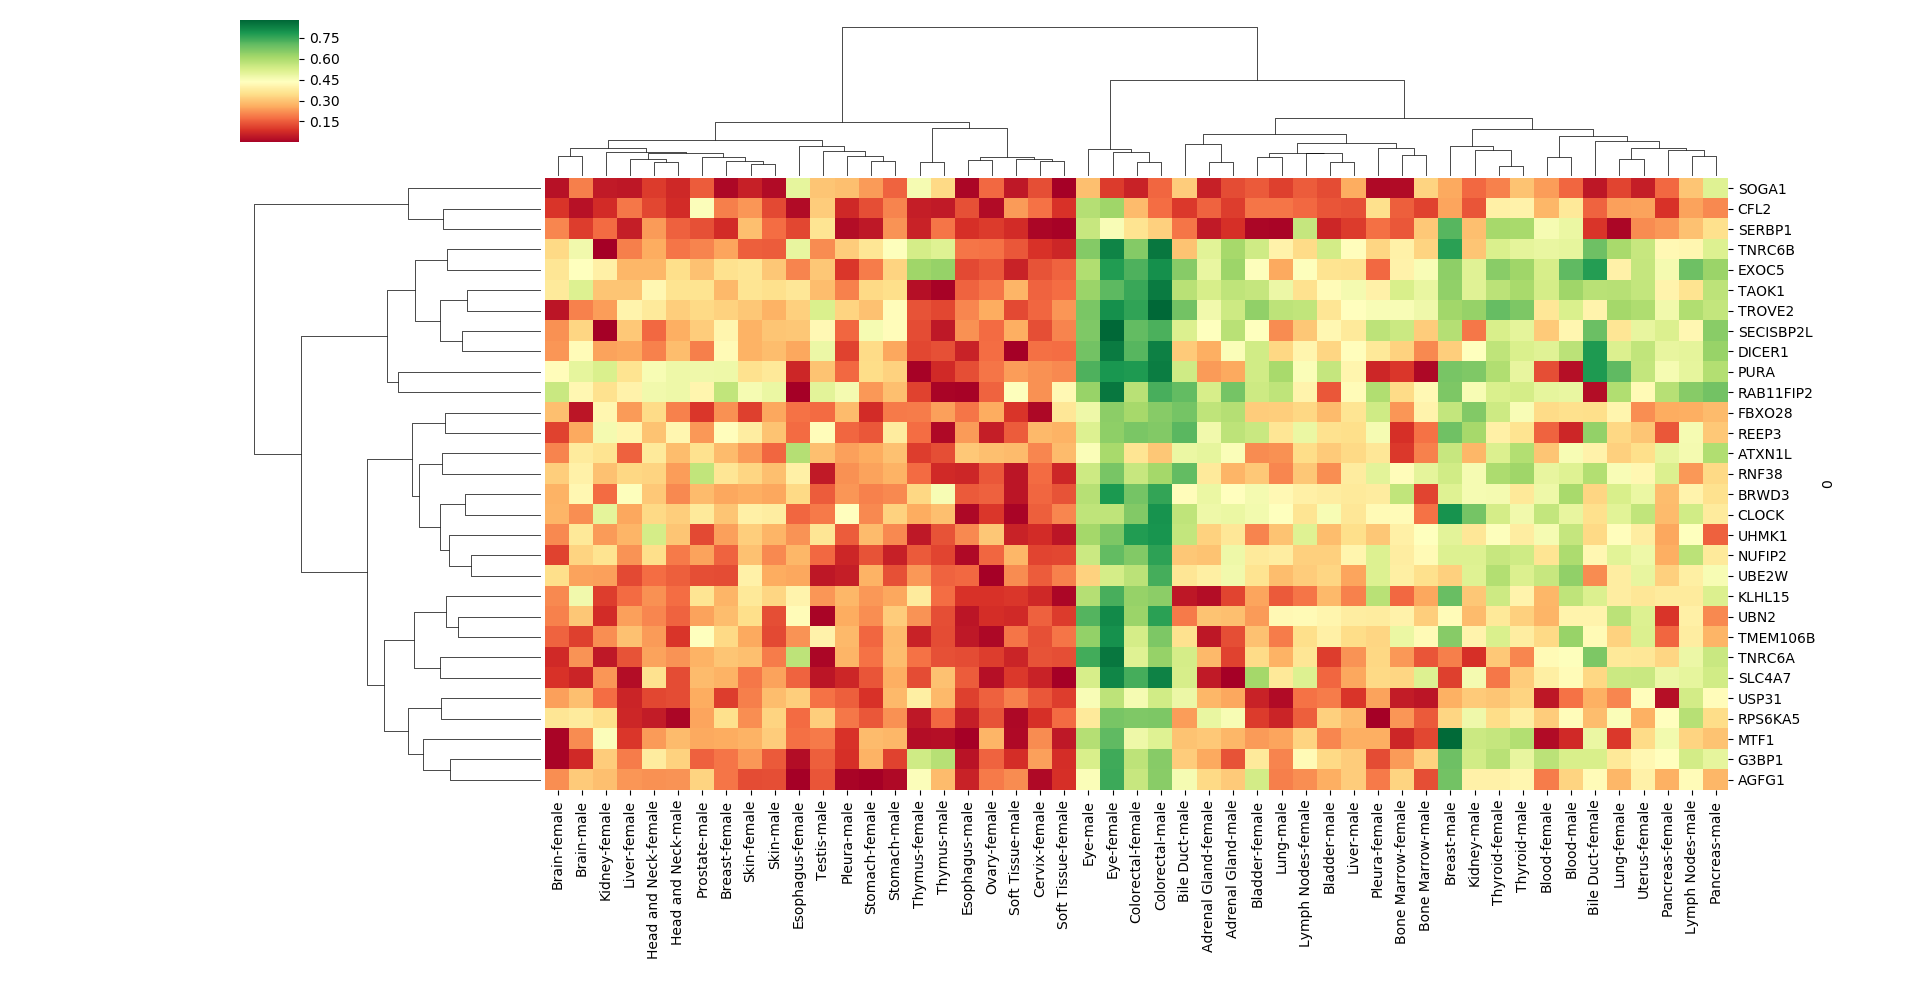 0.75
0.60
0.45
0.30
0.15
SOGA1
CFL2
SERBP1
TNRC6B
EXOC5
TAOK1
TROVE2
SECISBP2L
DICER1
PURA
RAB11FIP2
FBXO28
REEP3
ATXN1L
RNF38
BRWD3
CLOCK
UHMK1
NUFIP2
UBE2W
KLHL15
UBN2
TMEM106B
TNRC6A
SLC4A7
USP31
RPS6KA5
MTF1
G3BP1
AGFG1
0
Brain-female
Brain-male
Kidney-female
Liver-female
Head and Neck-female
Head and Neck-male
Prostate-male
Breast-female
Skin-female
Skin-male
Esophagus-female
Testis-male
Pleura-male
Stomach-female
Stomach-male
Thymus-female
Thymus-male
Esophagus-male
Ovary-female
Soft Tissue-male
Cervix-female
Soft Tissue-female
Eye-male
Eye-female
Colorectal-female
Colorectal-male
Bile Duct-male
Adrenal Gland-female
Adrenal Gland-male
Bladder-female
Lung-male
Lymph Nodes-female
Bladder-male
Liver-male
Pleura-female
Bone Marrow-female
Bone Marrow-male
Breast-male
Kidney-male
Thyroid-female
Thyroid-male
Blood-female
Blood-male
Bile Duct-female
Lung-female
Uterus-female
Pancreas-female
Lymph Nodes-male
Pancreas-male